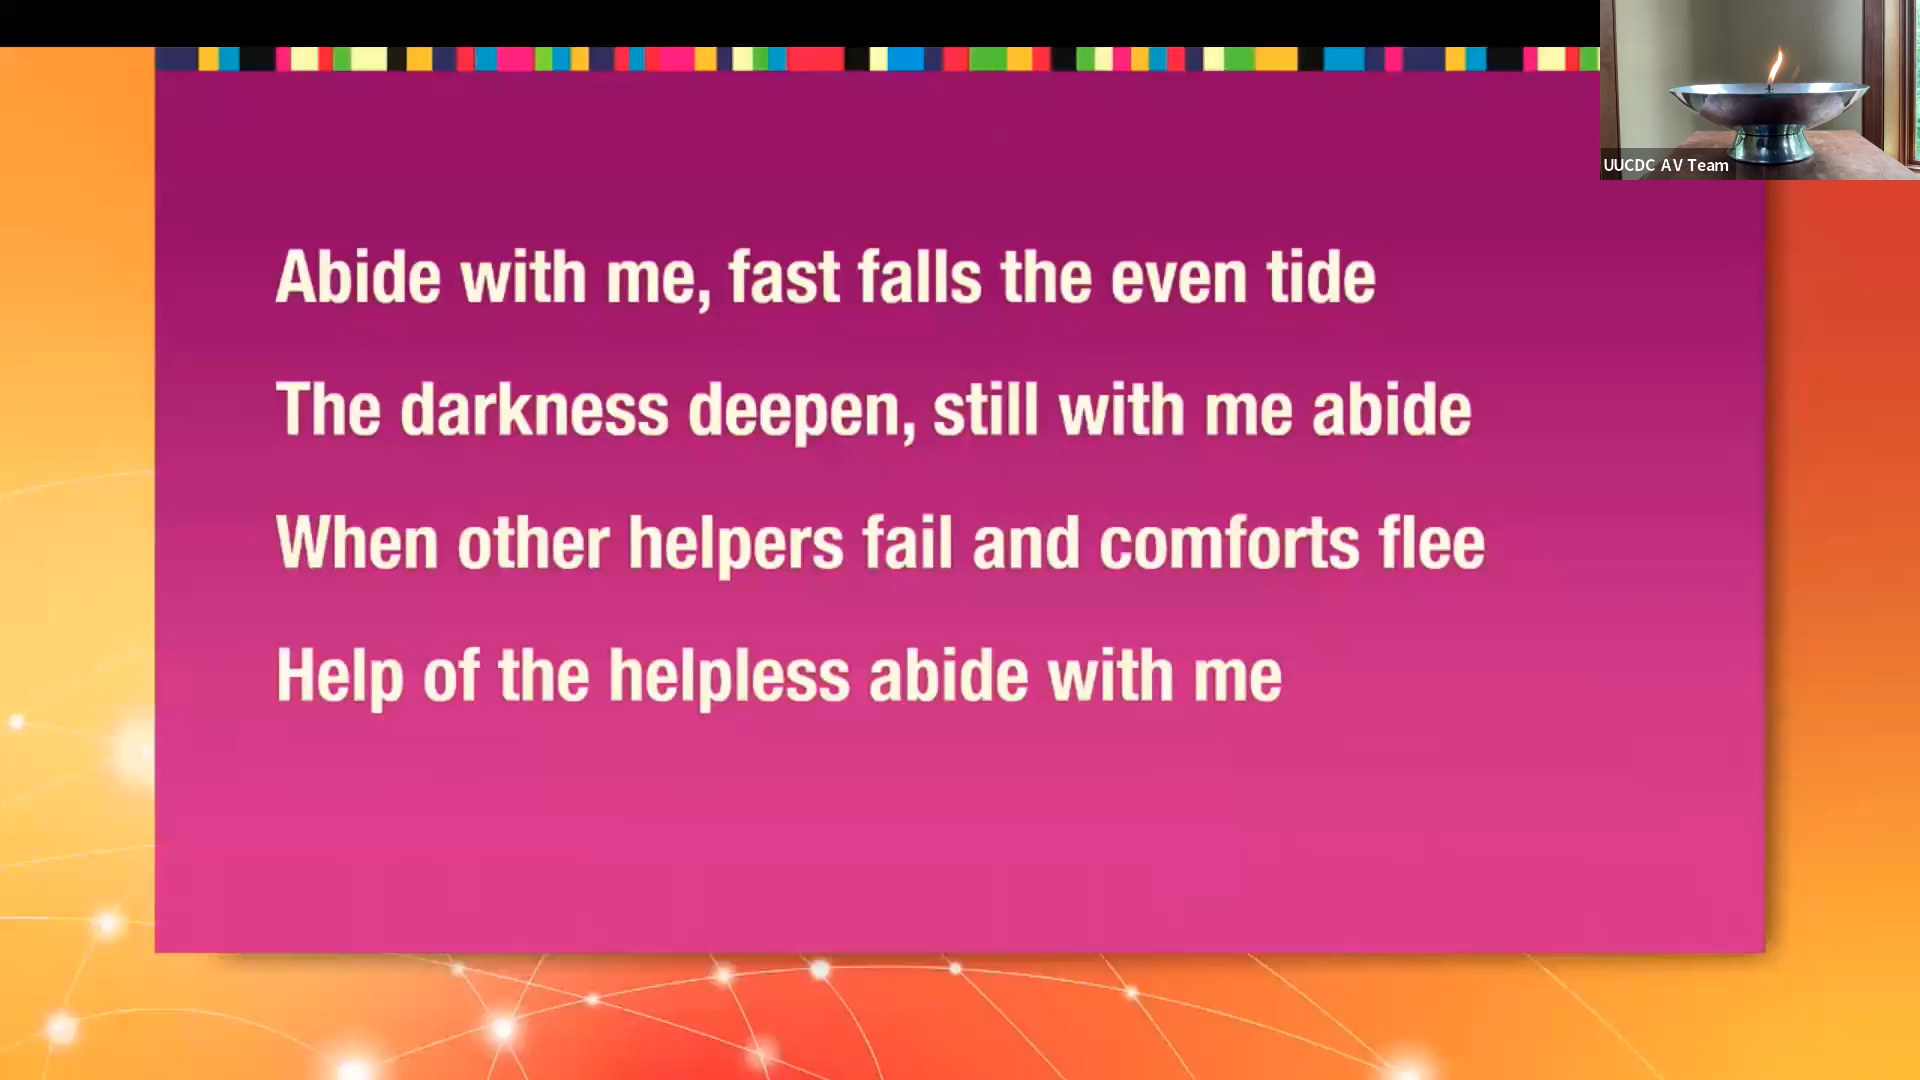 UUCDC AV Team
Abide with me, fast falls the even tide
The darkness deepen, still with me abide
When other helpers fail and comforts flee
Help of the helpless abide with me